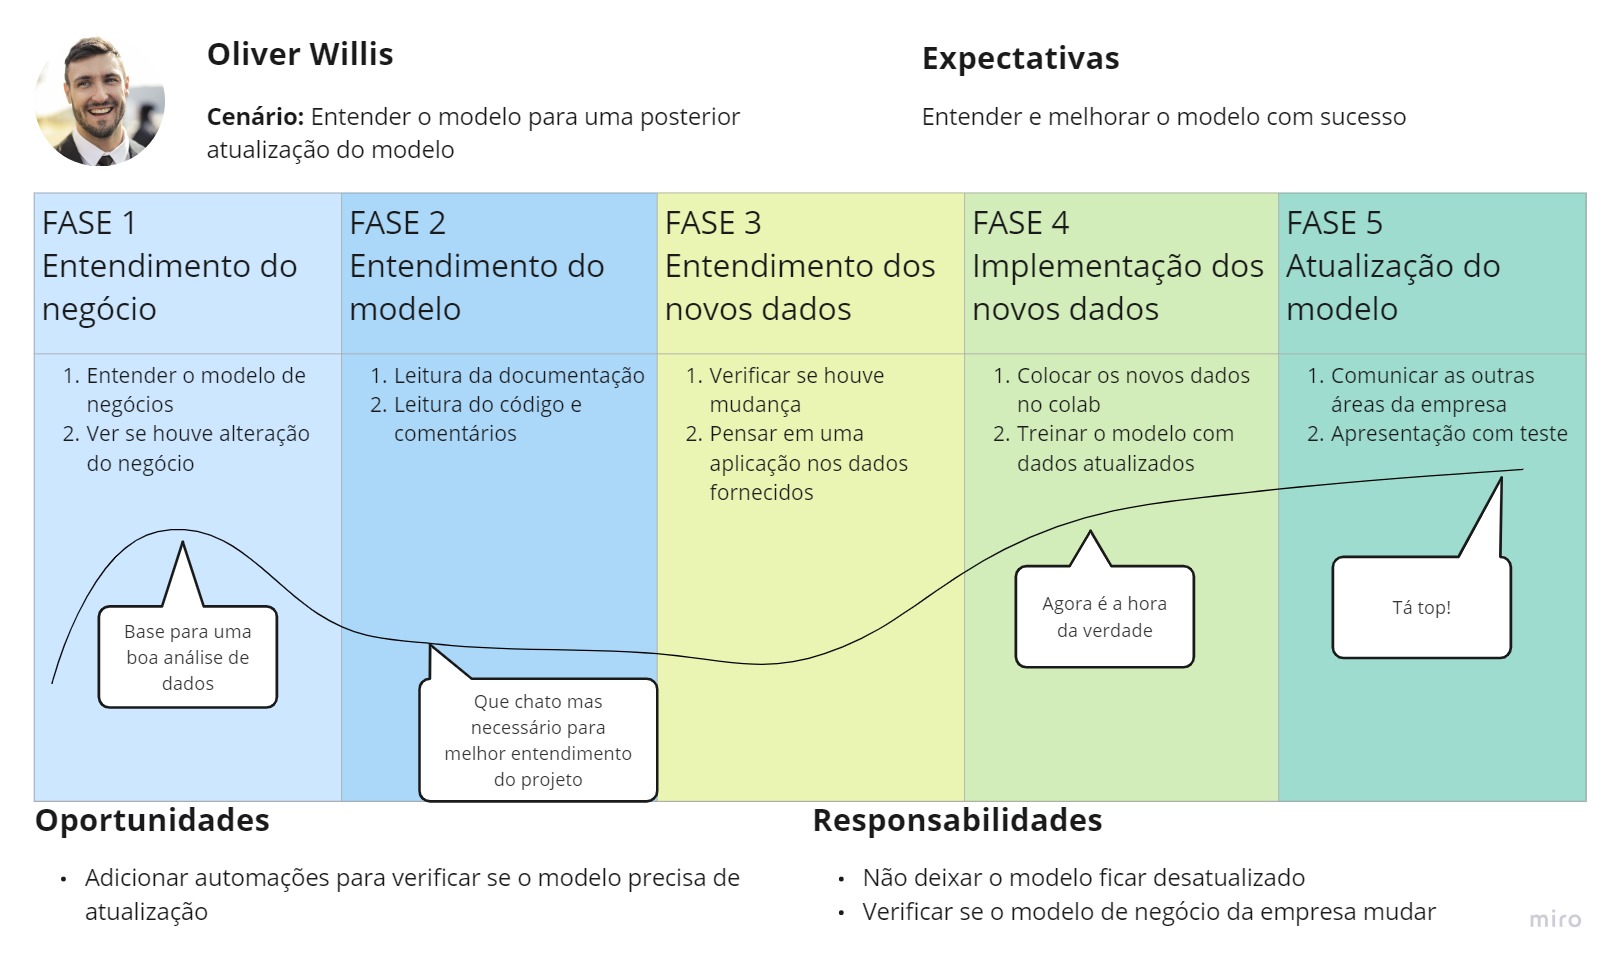 Oliver Willis
Cenário: Entender o modelo para uma posterior
atualização do modelo
Expectativas
Entender e melhorar o modelo com sucesso
FASE 1
Entendimento do
negócio
FASE 2
Entendimento do
modelo
FASE 3
Entendimento dos
novos dados
FASE 4
Implementação dos
novos dados
FASE 5
Atualização do
modelo
1. Entender o modelo de
negócios
2. Ver se houve alteração
do negócio
1. Leitura da documentação
2. Leitura do código e
comentários
1. Verificar se houve
mudança
2. Pensar em uma
aplicação nos dados
fornecidos
1. Colocar os novos dados
no colab
2. Treinar o modelo com
dados atualizados
1. Comunicar as outras
áreas da empresa
2. Apresentação com teste
Base para uma
boa análise de
dados
Que chato mas
necessário para
melhor entendimento
do projeto
Agora é a hora
da verdade
Tá top!
Oportunidades
• Adicionar automações para verificar se o modelo precisa de
atualização
Responsabilidades
• Não deixar o modelo ficar desatualizado
• Verificar se o modelo de negócio da empresa mudar
miro